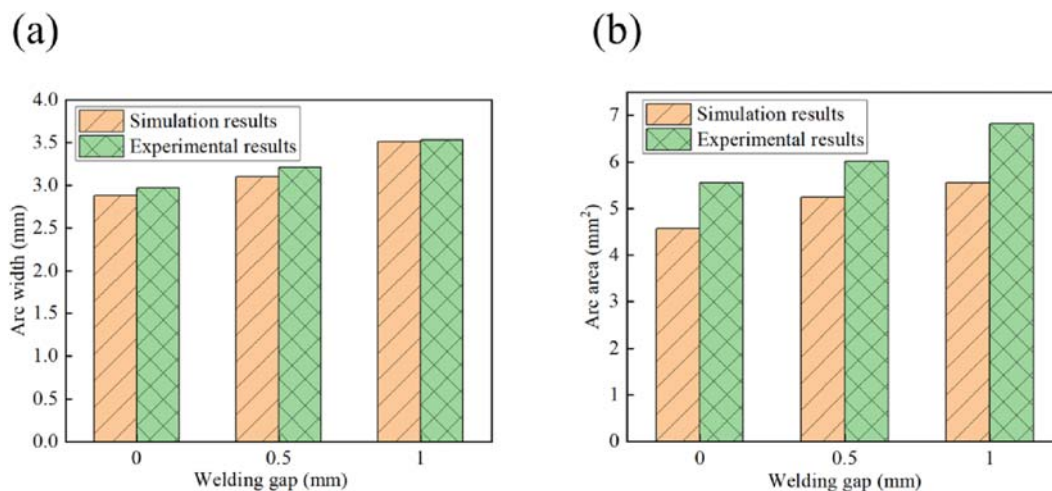 (a)
4.0
3.5
3.0
2.5
2.0
1.5
1.0
0.5
0.0
Arc width (mm)
Simulation results
Experimental results
0
0.5
1
Welding gap (mm)
(b)
7
6
5
4
3
2
1
0
Arc area (mm²)
Simulation results
Experimental results
0
0.5
1
Welding gap (mm)